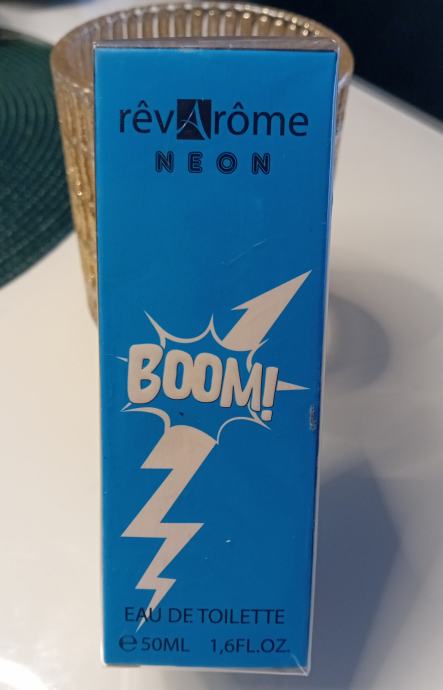 rêvArôme
NEON
BOOM!
EAU DE TOILETTE
℮ 50ML 1,6FL.OZ.